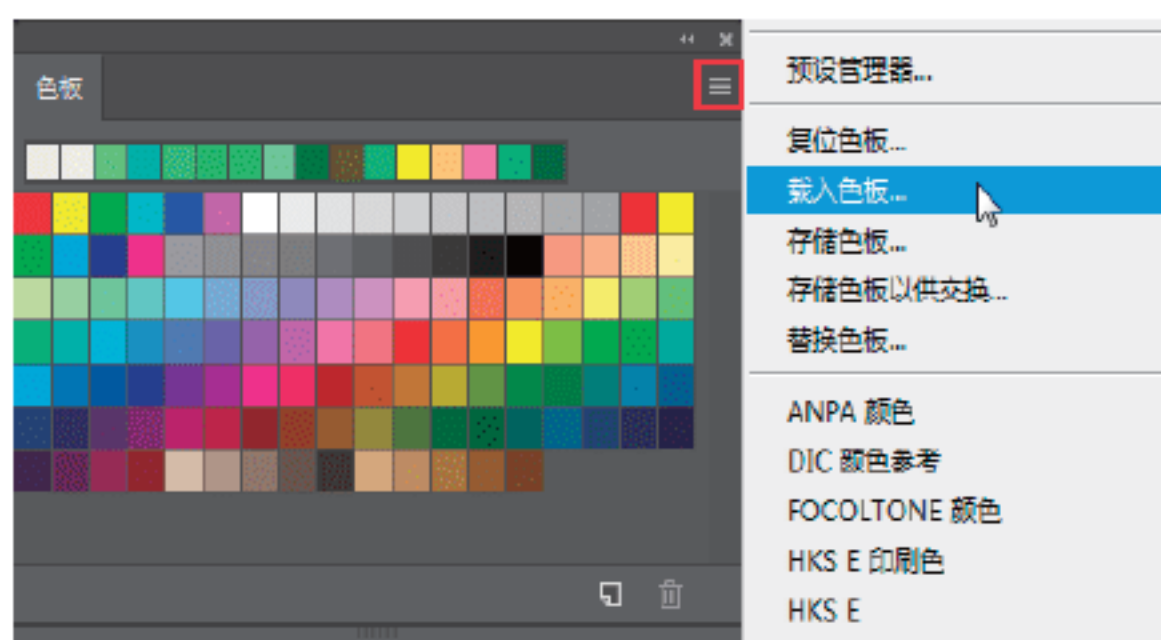 色板
预设管理器...
复位色板...
载入色板...
存储色板...
存储色板以供交换...
替换色板...
ANPA 颜色
DIC 颜色参考
FOCOLTONE 颜色
HKS E 印刷色
HKS E